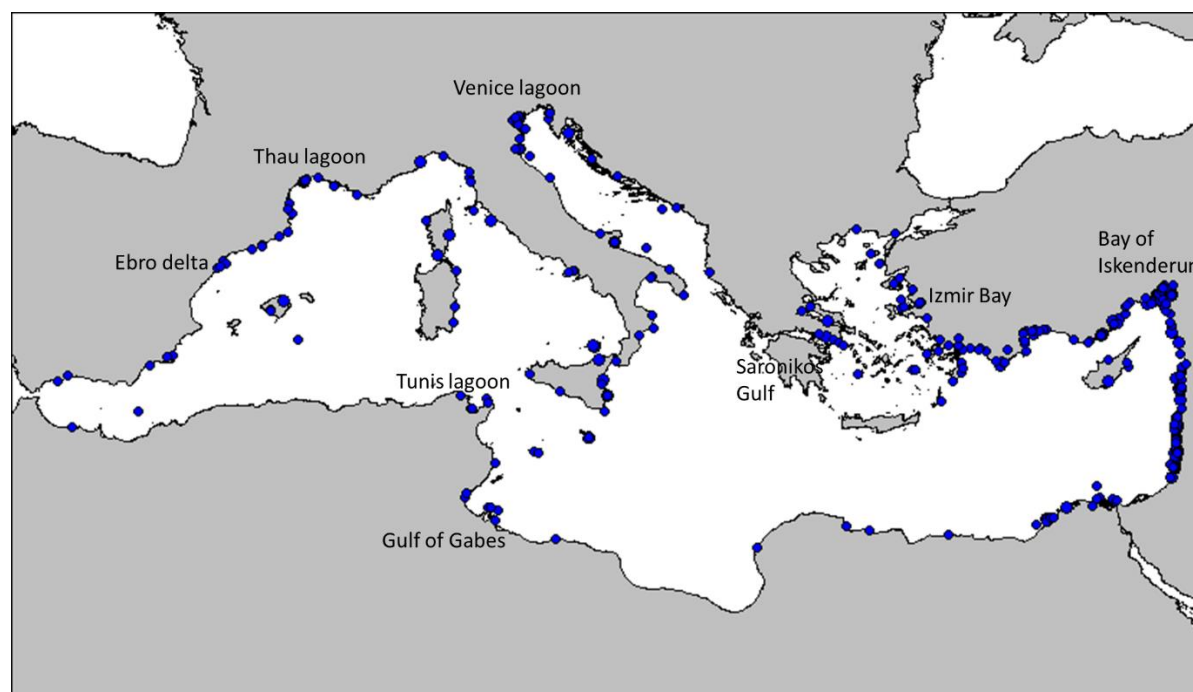 Venice lagoon
Thau lagoon
Ebro delta
Bay of
Iskenderun
Izmir Bay
Saronikos
Gulf
Tunis lagoon
Gulf of Gabes